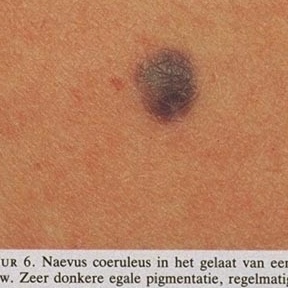 UR 6. Naevus coeruleus in het gelaat van een
w. Zeer donkere egale pigmentatie, regelmatig